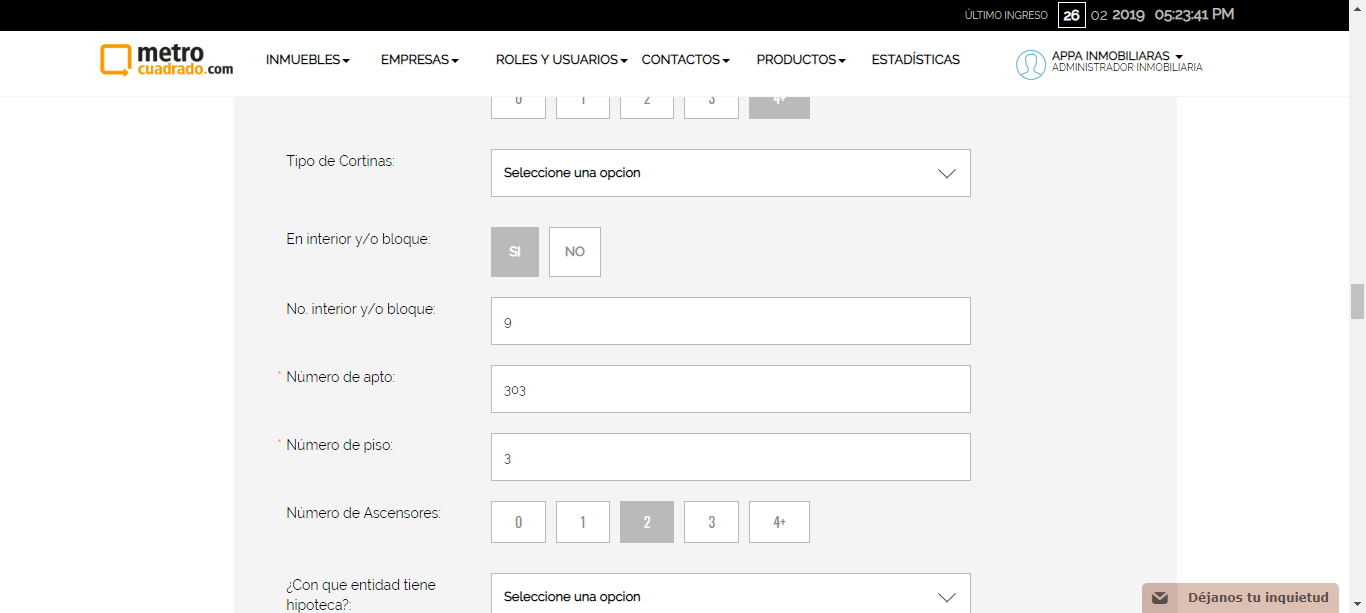 ÚLTIMO INGRESO 26 02 2019 05:23:41 PM
metro
cuadrado.com
INMUEBLES EMPRESAS ROLES Y USUARIOS CONTACTOS PRODUCTOS ESTADÍSTICAS
APPA INMOBILIARAS
ADMINISTRADOR INMOBILIARIA
0 1 2 3 4+
Tipo de Cortinas: Seleccione una opcion
En interior y/o bloque: SI NO
No. interior y/o bloque: 9
* Número de apto: 303
* Número de piso: 3
Número de Ascensores: 0 1 2 3 4+
¿Con que entidad tiene
hipoteca?: Seleccione una opcion
Déjanos tu inquietud